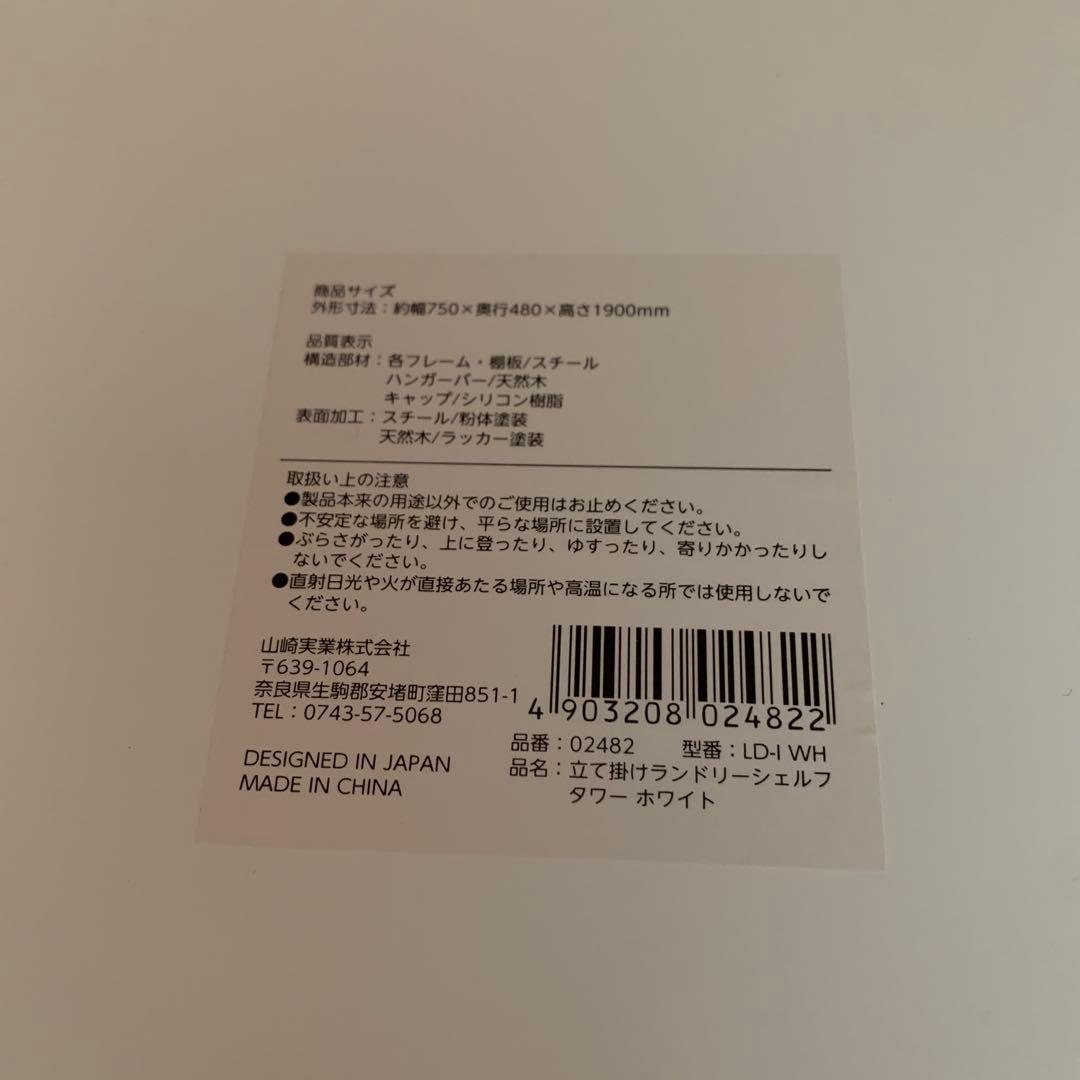 商品サイズ
外形寸法：約幅750×奥行480×高さ1900mm
品質表示
構造部材：各フレーム・棚板/スチール
ハンガーバー/天然木
キャップ/シリコン樹脂
表面加工：スチール/粉体塗装
天然木/ラッカー塗装
取扱い上の注意
●製品本来の用途以外でのご使用はお止めください。
●不安定な場所を避け、平らな場所に設置してください。
●ぶらさがったり、上に登ったり、ゆすったり、寄りかかったりし
ないでください。
●直射日光や火が直接あたる場所や高温になる所では使用しないで
ください。
山崎実業株式会社
〒639-1064
奈良県生駒郡安堵町窪田851-1
TEL：0743-57-5068
DESIGNED IN JAPAN
MADE IN CHINA
4 903208 024822
品番：02482 型番：LD-I WH
品名：立て掛けランドリーシェルフ
タワー ホワイト